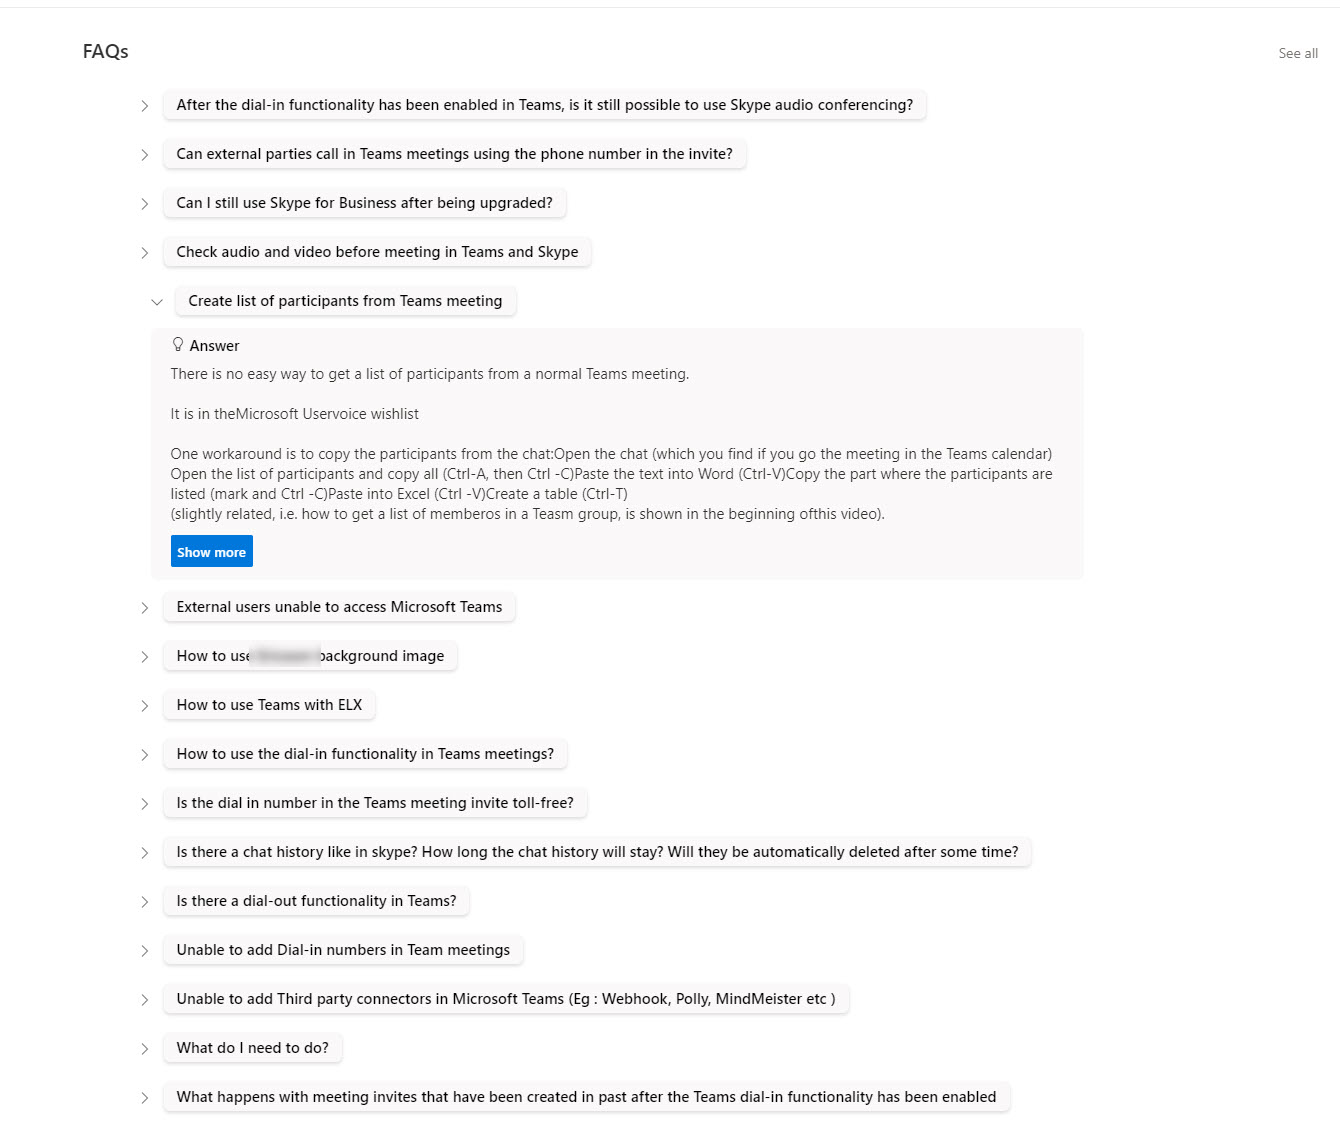 FAQs
See all
After the dial-in functionality has been enabled in Teams, is it still possible to use Skype audio conferencing?
Can external parties call in Teams meetings using the phone number in the invite?
Can I still use Skype for Business after being upgraded?
Check audio and video before meeting in Teams and Skype
Create list of participants from Teams meeting
Answer
There is no easy way to get a list of participants from a normal Teams meeting.
It is in theMicrosoft Uservoice wishlist
One workaround is to copy the participants from the chat:Open the chat (which you find if you go the meeting in the Teams calendar)
Open the list of participants and copy all (Ctrl-A, then Ctrl -C)Paste the text into Word (Ctrl-V)Copy the part where the participants are
listed (mark and Ctrl -C)Paste into Excel (Ctrl -V)Create a table (Ctrl-T)
(slightly related, i.e. how to get a list of memberos in a Teasm group, is shown in the beginning ofthis video).
Show more
External users unable to access Microsoft Teams
How to use background image
How to use Teams with ELX
How to use the dial-in functionality in Teams meetings?
Is the dial in number in the Teams meeting invite toll-free?
Is there a chat history like in skype? How long the chat history will stay? Will they be automatically deleted after some time?
Is there a dial-out functionality in Teams?
Unable to add Dial-in numbers in Team meetings
Unable to add Third party connectors in Microsoft Teams (Eg : Webhook, Polly, MindMeister etc )
What do I need to do?
What happens with meeting invites that have been created in past after the Teams dial-in functionality has been enabled